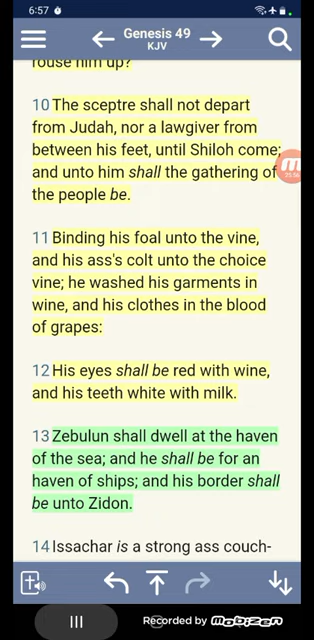 6:57
Genesis 49
KJV
rouse him up?
10 The sceptre shall not depart
from Judah, nor a lawgiver from
between his feet, until Shiloh come;
and unto him shall the gathering of
the people be.
11 Binding his foal unto the vine,
and his ass's colt unto the choice
vine; he washed his garments in
wine, and his clothes in the blood
of grapes:
12 His eyes shall be red with wine,
and his teeth white with milk.
13 Zebulun shall dwell at the haven
of the sea; and he shall be for an
haven of ships; and his border shall
be unto Zidon.
14 Issachar is a strong ass couch-
Recorded by mobizen